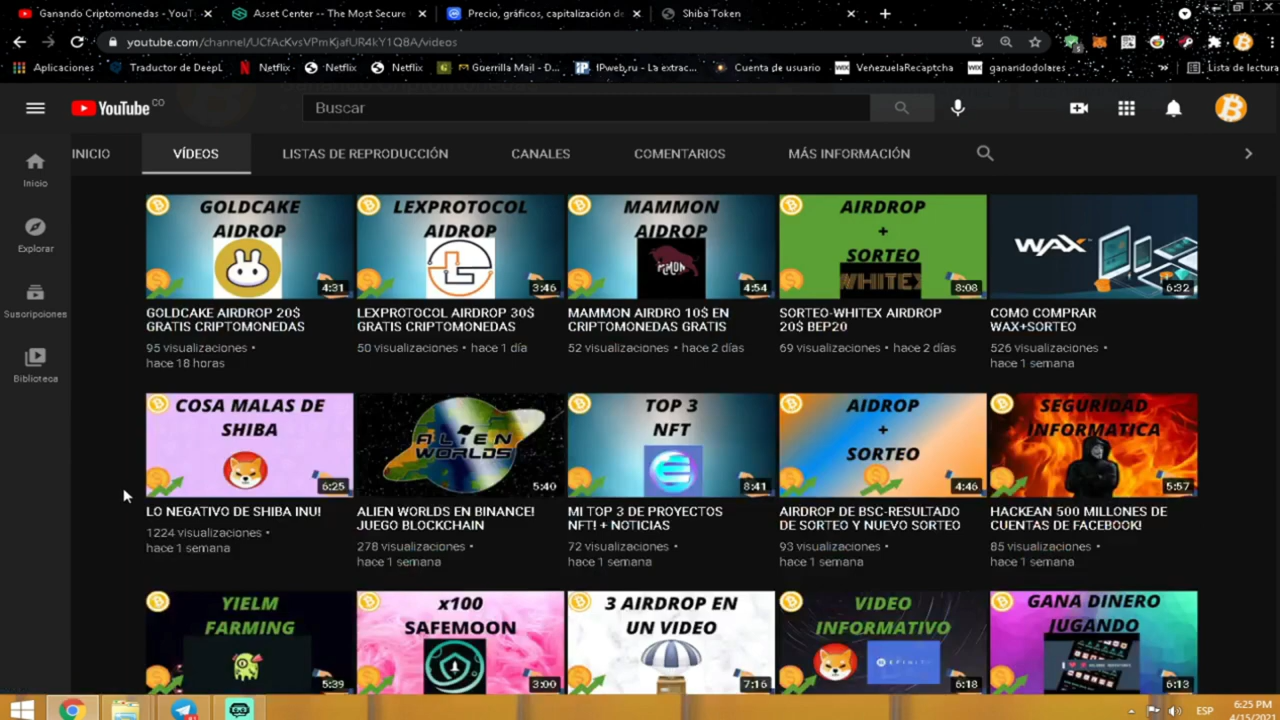 Ganando Criptomonedas - YouT
Asset Center -- The Most Secure
Precio, gráficos, capitalización de
Shiba Token
youtube.com/channel/UCfAcKvsVPmKjafUR4kY1Q8A/videos
Aplicaciones
Traductor de DeepL
Netflix
Netflix
Netflix
Guerrilla Mail - D...
IPweb.ru - La extrac...
Cuenta de usuario
VenezuelaRecaptcha
ganandodolares
Lista de lectura
YouTube CO
Buscar
INICIO
VÍDEOS
LISTAS DE REPRODUCCIÓN
CANALES
COMENTARIOS
MÁS INFORMACIÓN
Inicio
Explorar
Suscripciones
Biblioteca
GOLDCAKE
AIDROP
4:31
GOLDCAKE AIRDROP 20$
GRATIS CRIPTOMONEDAS
95 visualizaciones •
hace 18 horas
LEXPROTOCOL
AIDROP
3:46
LEXPROTOCOL AIRDROP 30$
GRATIS CRIPTOMONEDAS
50 visualizaciones • hace 1 día
MAMMON
AIDROP
4:54
MAMMON AIRDRO 10$ EN
CRIPTOMONEDAS GRATIS
52 visualizaciones • hace 2 días
AIRDROP
+
SORTEO
WHITEX
8:08
SORTEO-WHITEX AIRDROP
20$ BEP20
69 visualizaciones • hace 2 días
WAX
6:32
COMO COMPRAR
WAX+SORTEO
526 visualizaciones •
hace 1 semana
COSA MALAS DE
SHIBA
6:25
LO NEGATIVO DE SHIBA INU!
1224 visualizaciones •
hace 1 semana
ALIEN
WORLDS
5:40
ALIEN WORLDS EN BINANCE!
JUEGO BLOCKCHAIN
278 visualizaciones •
hace 1 semana
TOP 3
NFT
8:41
MI TOP 3 DE PROYECTOS
NFT! + NOTICIAS
72 visualizaciones •
hace 1 semana
AIDROP
+
SORTEO
4:46
AIRDROP DE BSC-RESULTADO
DE SORTEO Y NUEVO SORTEO
93 visualizaciones •
hace 1 semana
SEGURIDAD
INFORMATICA
5:57
HACKEAN 500 MILLONES DE
CUENTAS DE FACEBOOK!
85 visualizaciones •
hace 1 semana
YIELM
FARMING
5:39
x100
SAFEMOON
3:00
3 AIRDROP EN
UN VIDEO
7:16
VIDEO
INFORMATIVO
6:18
GANA DINERO
JUGANDO
6:13
ESP
6:25 PM
4/15/2021